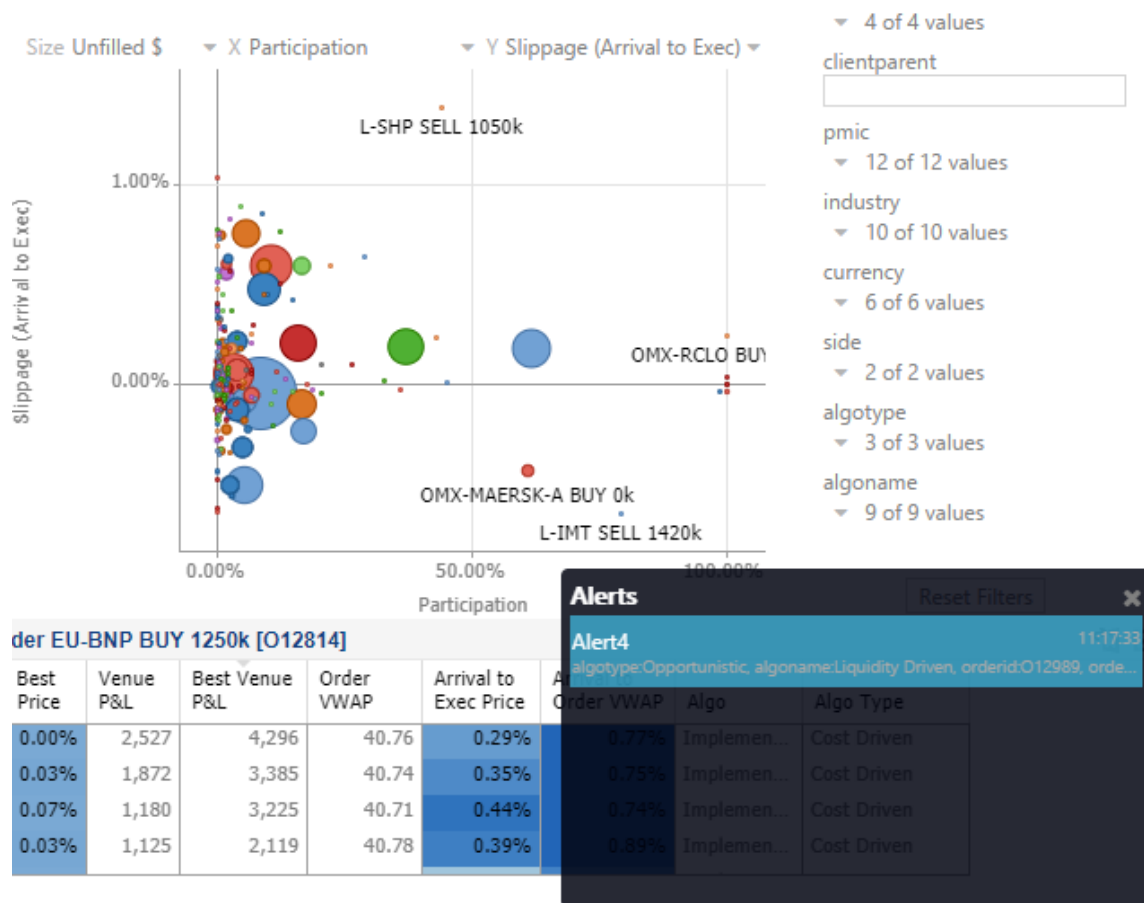 4 of 4 values
Size Unfilled $ X Participation Y Slippage (Arrival to Exec)
clientparent
L-SHP SELL 1050k
pmic
12 of 12 values
1.00%
industry
10 of 10 values
currency
6 of 6 values
Slippage (Arrival to Exec)
side
OMX-RCLO BUY
2 of 2 values
0.00%
algotype
3 of 3 values
algoname
OMX-MAERSK-A BUY 0k
9 of 9 values
L-IMT SELL 1420k
0.00% 50.00% 100.00%
Participation
Reset Filters
Alerts
Alert4 11:17:33
algotype:Opportunistic, algoname:Liquidity Driven, orderid:O12989, orde...
der EU-BNP BUY 1250k [O12814]
Best Price Venue P&L Best Venue P&L Order VWAP Arrival to Exec Price Order VWAP Algo Algo Type
0.00% 2,527 4,296 40.76 0.29% 0.77% Implemen... Cost Driven
0.03% 1,872 3,385 40.74 0.35% 0.75% Implemen... Cost Driven
0.07% 1,180 3,225 40.71 0.44% 0.74% Implemen... Cost Driven
0.03% 1,125 2,119 40.78 0.39% 0.89% Implemen... Cost Driven